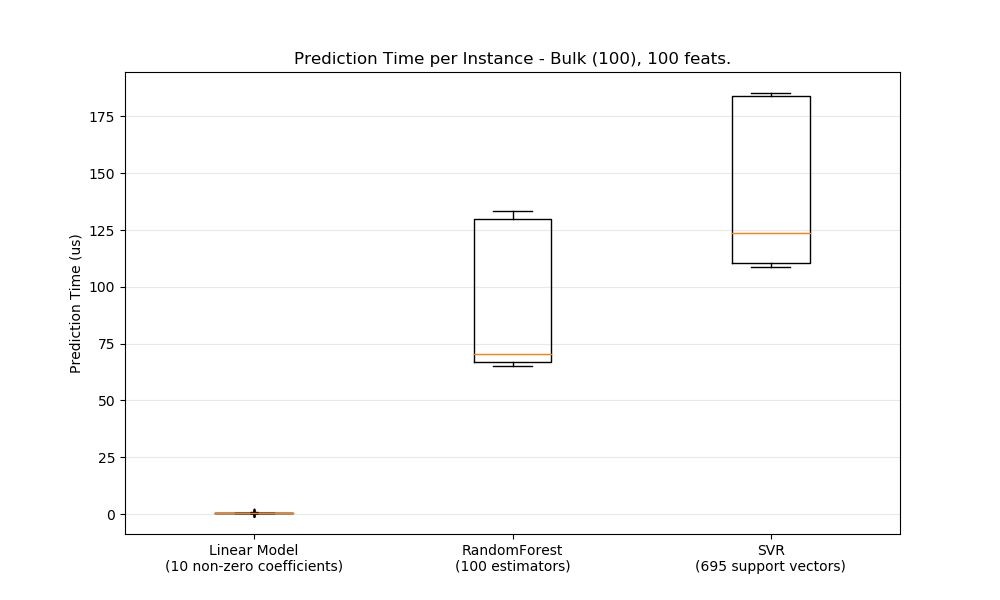 Prediction Time per Instance - Bulk (100), 100 feats.
Prediction Time (us)
175
150
125
100
75
50
25
0
Linear Model
(10 non-zero coefficients)
RandomForest
(100 estimators)
SVR
(695 support vectors)